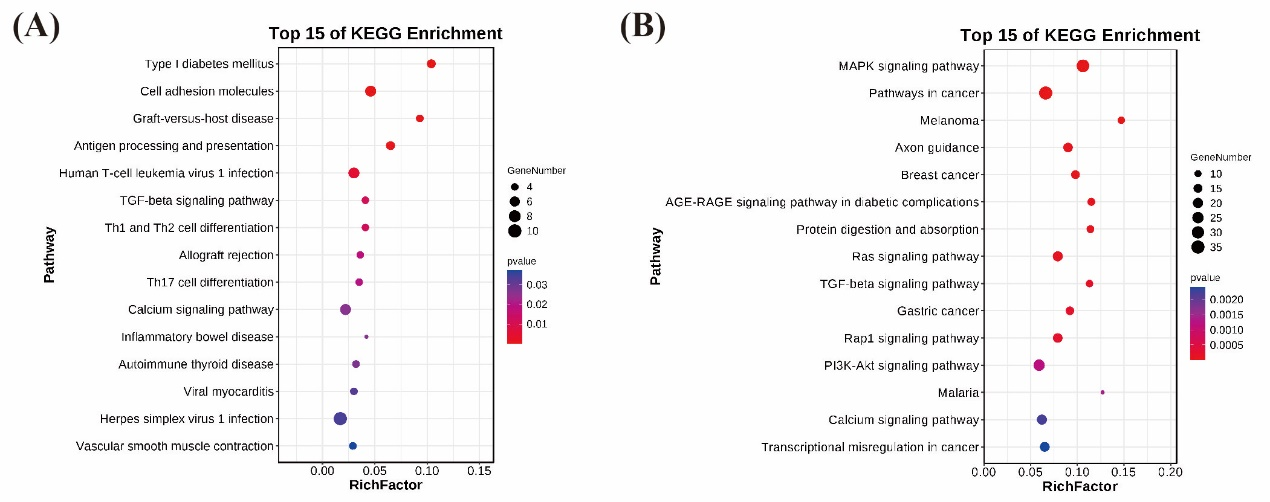 (A)
Top 15 of KEGG Enrichment
Pathway
Type I diabetes mellitus
Cell adhesion molecules
Graft-versus-host disease
Antigen processing and presentation
Human T-cell leukemia virus 1 infection
TGF-beta signaling pathway
Th1 and Th2 cell differentiation
Allograft rejection
Th17 cell differentiation
Calcium signaling pathway
Inflammatory bowel disease
Autoimmune thyroid disease
Viral myocarditis
Herpes simplex virus 1 infection
Vascular smooth muscle contraction
0.00 0.05 0.10 0.15
RichFactor
GeneNumber
4
6
8
10
pvalue
0.03
0.02
0.01
(B)
Top 15 of KEGG Enrichment
Pathway
MAPK signaling pathway
Pathways in cancer
Melanoma
Axon guidance
Breast cancer
AGE-RAGE signaling pathway in diabetic complications
Protein digestion and absorption
Ras signaling pathway
TGF-beta signaling pathway
Gastric cancer
Rap1 signaling pathway
PI3K-Akt signaling pathway
Malaria
Calcium signaling pathway
Transcriptional misregulation in cancer
0.00 0.05 0.10 0.15 0.20
RichFactor
GeneNumber
10
15
20
25
30
35
pvalue
0.0020
0.0015
0.0010
0.0005